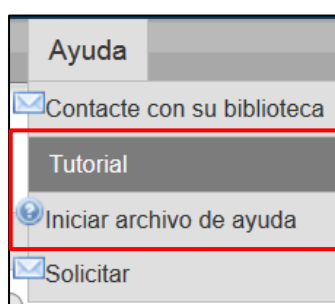 Ayuda
Contacte con su biblioteca
Tutorial
Iniciar archivo de ayuda
Solicitar